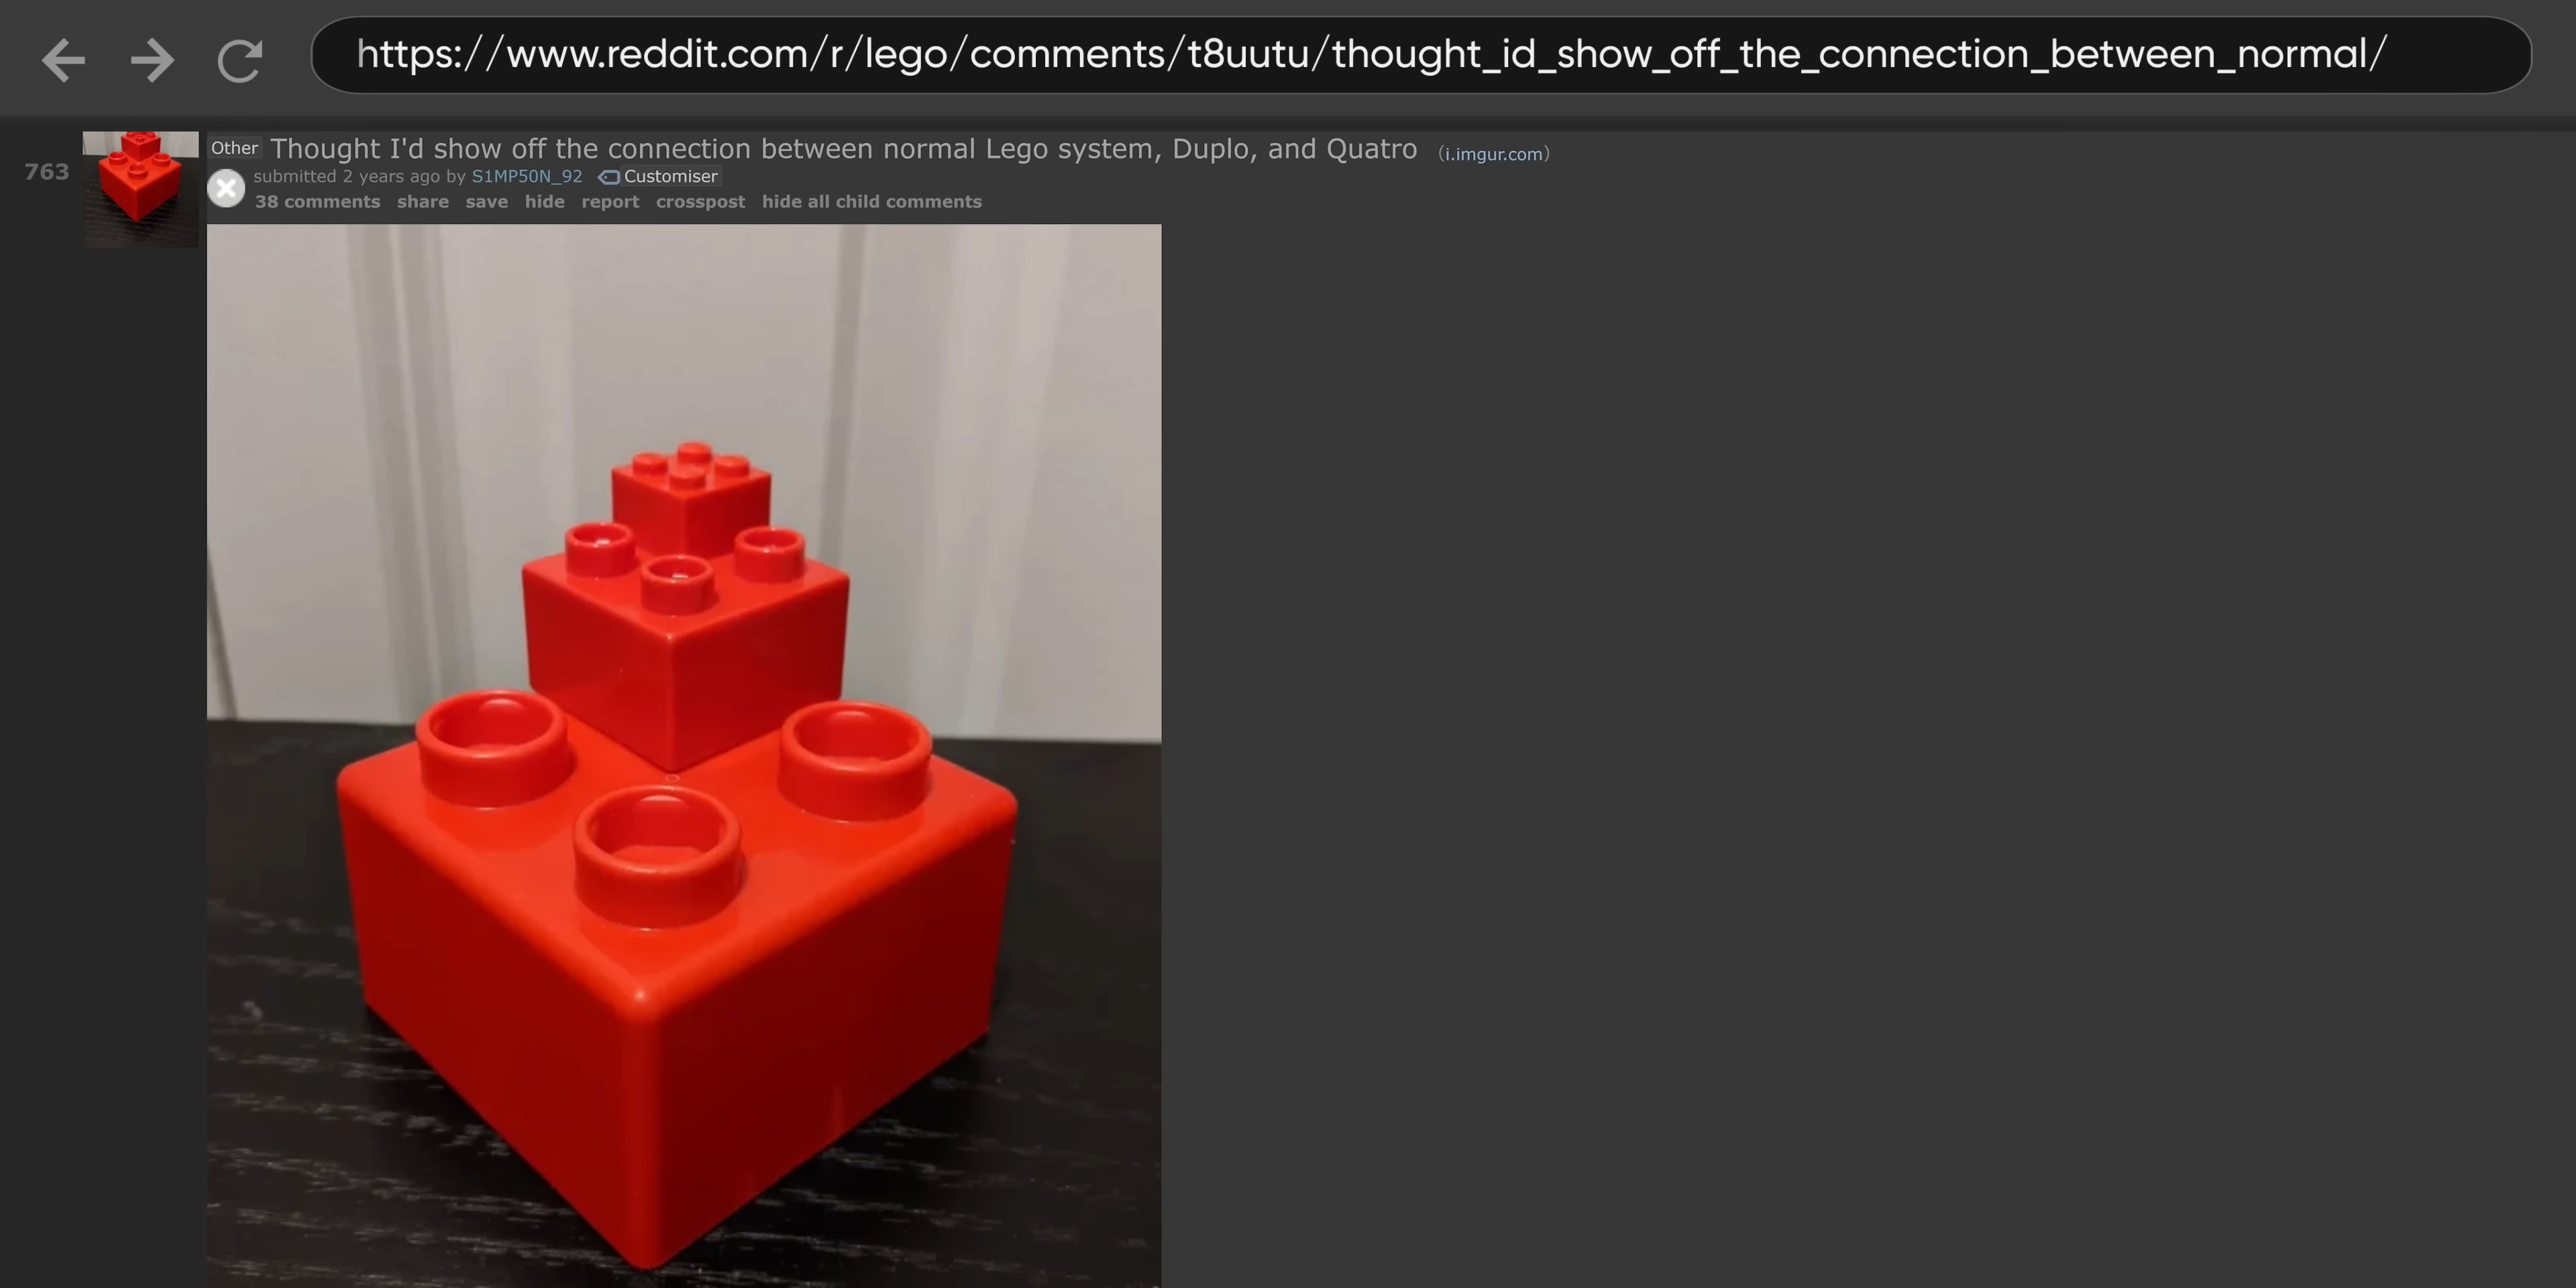 https://www.reddit.com/r/lego/comments/t8uutu/thought_id_show_off_the_connection_between_normal/
763
Other Thought I'd show off the connection between normal Lego system, Duplo, and Quatro (i.imgur.com)
submitted 2 years ago by S1MP50N_92 Customiser
38 comments share save hide report crosspost hide all child comments